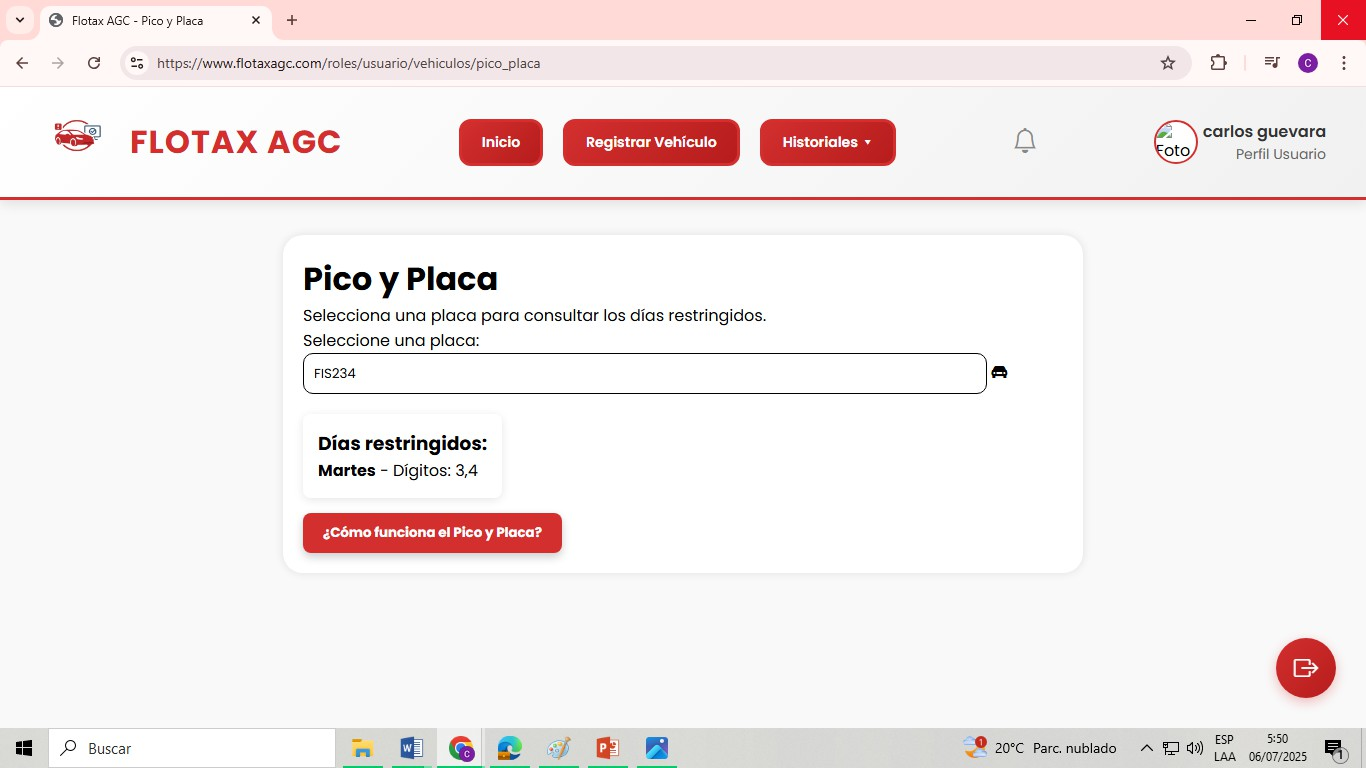 Flotax AGC - Pico y Placa
https://www.flotaxagc.com/roles/usuario/vehiculos/pico_placa
C
FLOTAX AGC
Inicio
Registrar Vehículo
Historiales
Foto
carlos guevara
Perfil Usuario
Pico y Placa
Selecciona una placa para consultar los días restringidos.
Seleccione una placa:
FIS234
Días restringidos:
Martes - Dígitos: 3,4
¿Cómo funciona el Pico y Placa?
Buscar
1
20°C Parc. nublado
ESP
LAA
5:50
06/07/2025
1